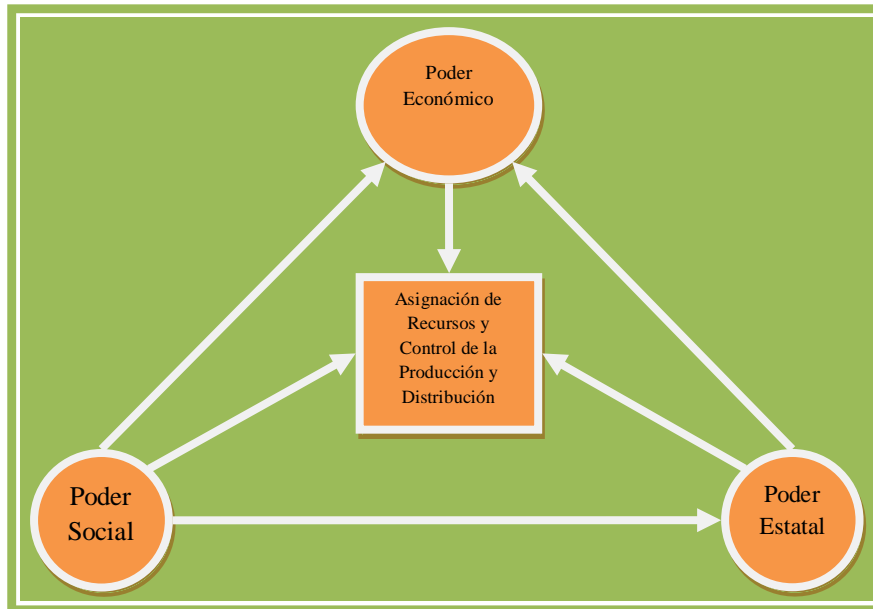 Poder
Económico
Asignación de
Recursos y
Control de la
Producción y
Distribución
Poder
Social
Poder
Estatal